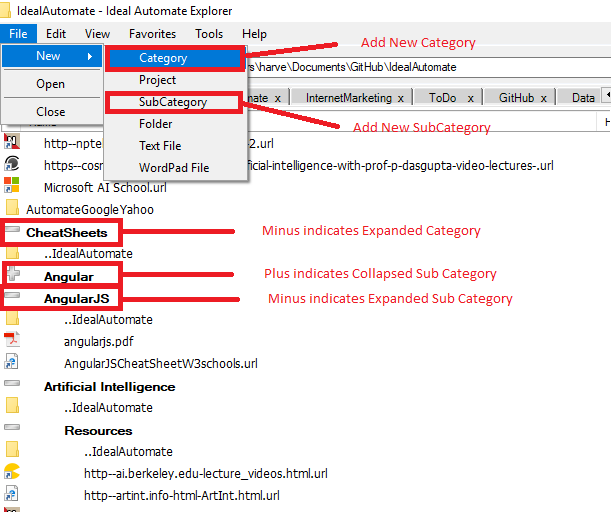 IdealAutomate - Ideal Automate Explorer
File Edit View Favorites Tools Help
New Category Add New Category
rs\harve\Documents\GitHub\IdealAutomate
Project
Open
SubCategory mate x InternetMarketing x ToDo x GitHub x Data
Close
Folder Add New SubCategory
H
Text File
http--npte 2.url
WordPad File
https--cosm ficial-intelligence-with-prof-p-dasgupta-video-lectures-.url
Microsoft AI School.url
AutomateGoogleYahoo
CheatSheets Minus indicates Expanded Category
..IdealAutomate
Angular Plus indicates Collapsed Sub Category
AngularJS Minus indicates Expanded Sub Category
..IdealAutomate
angularjs.pdf
AngularJSCheatSheetW3schools.url
Artificial Intelligence
..IdealAutomate
Resources
..IdealAutomate
http--ai.berkeley.edu-lecture_videos.html.url
http--artint.info-html-ArtInt.html.url